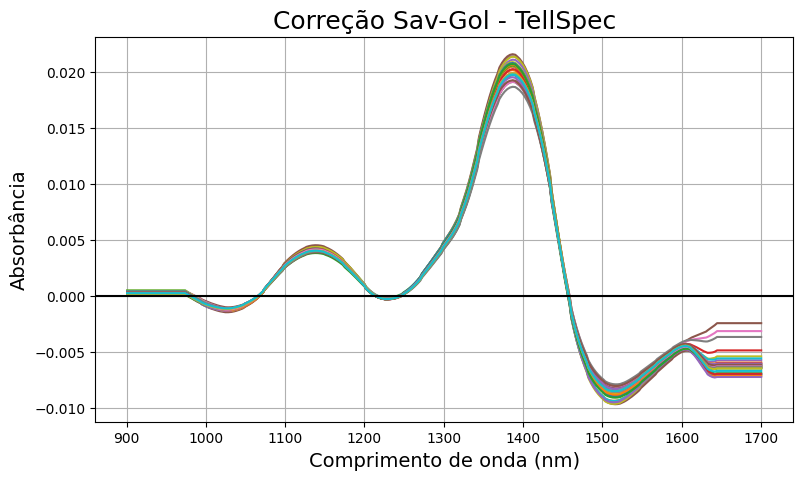 Correção Sav-Gol - TellSpec
0.020
0.015
0.010
0.005
0.000
−0.005
−0.010
Absorbância
900 1000 1100 1200 1300 1400 1500 1600 1700
Comprimento de onda (nm)